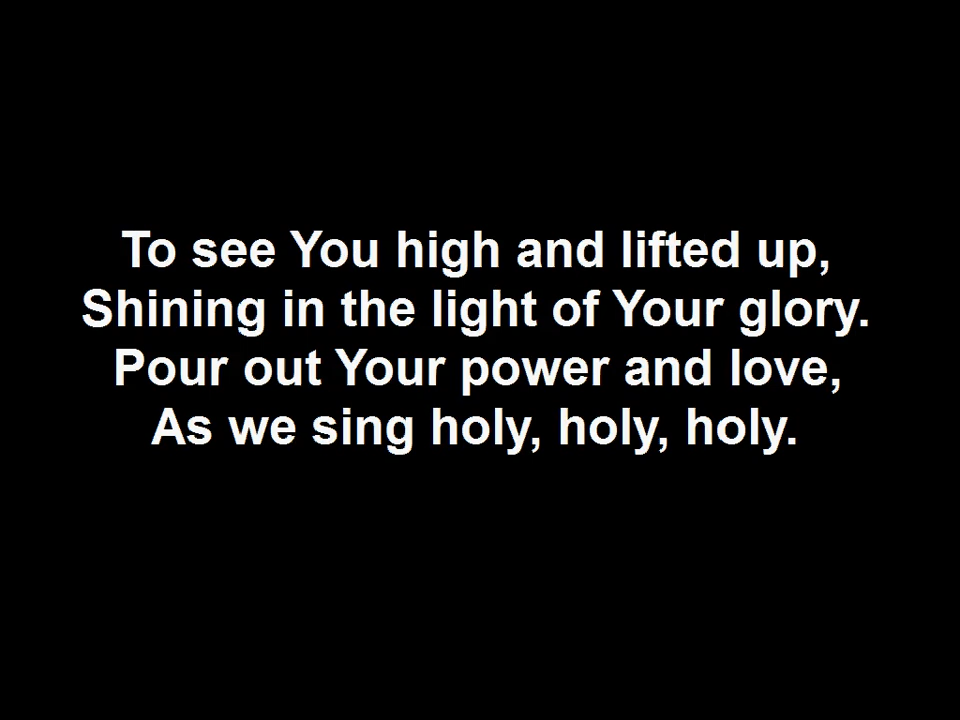 To see You high and lifted up,
Shining in the light of Your glory.
Pour out Your power and love,
As we sing holy, holy, holy.